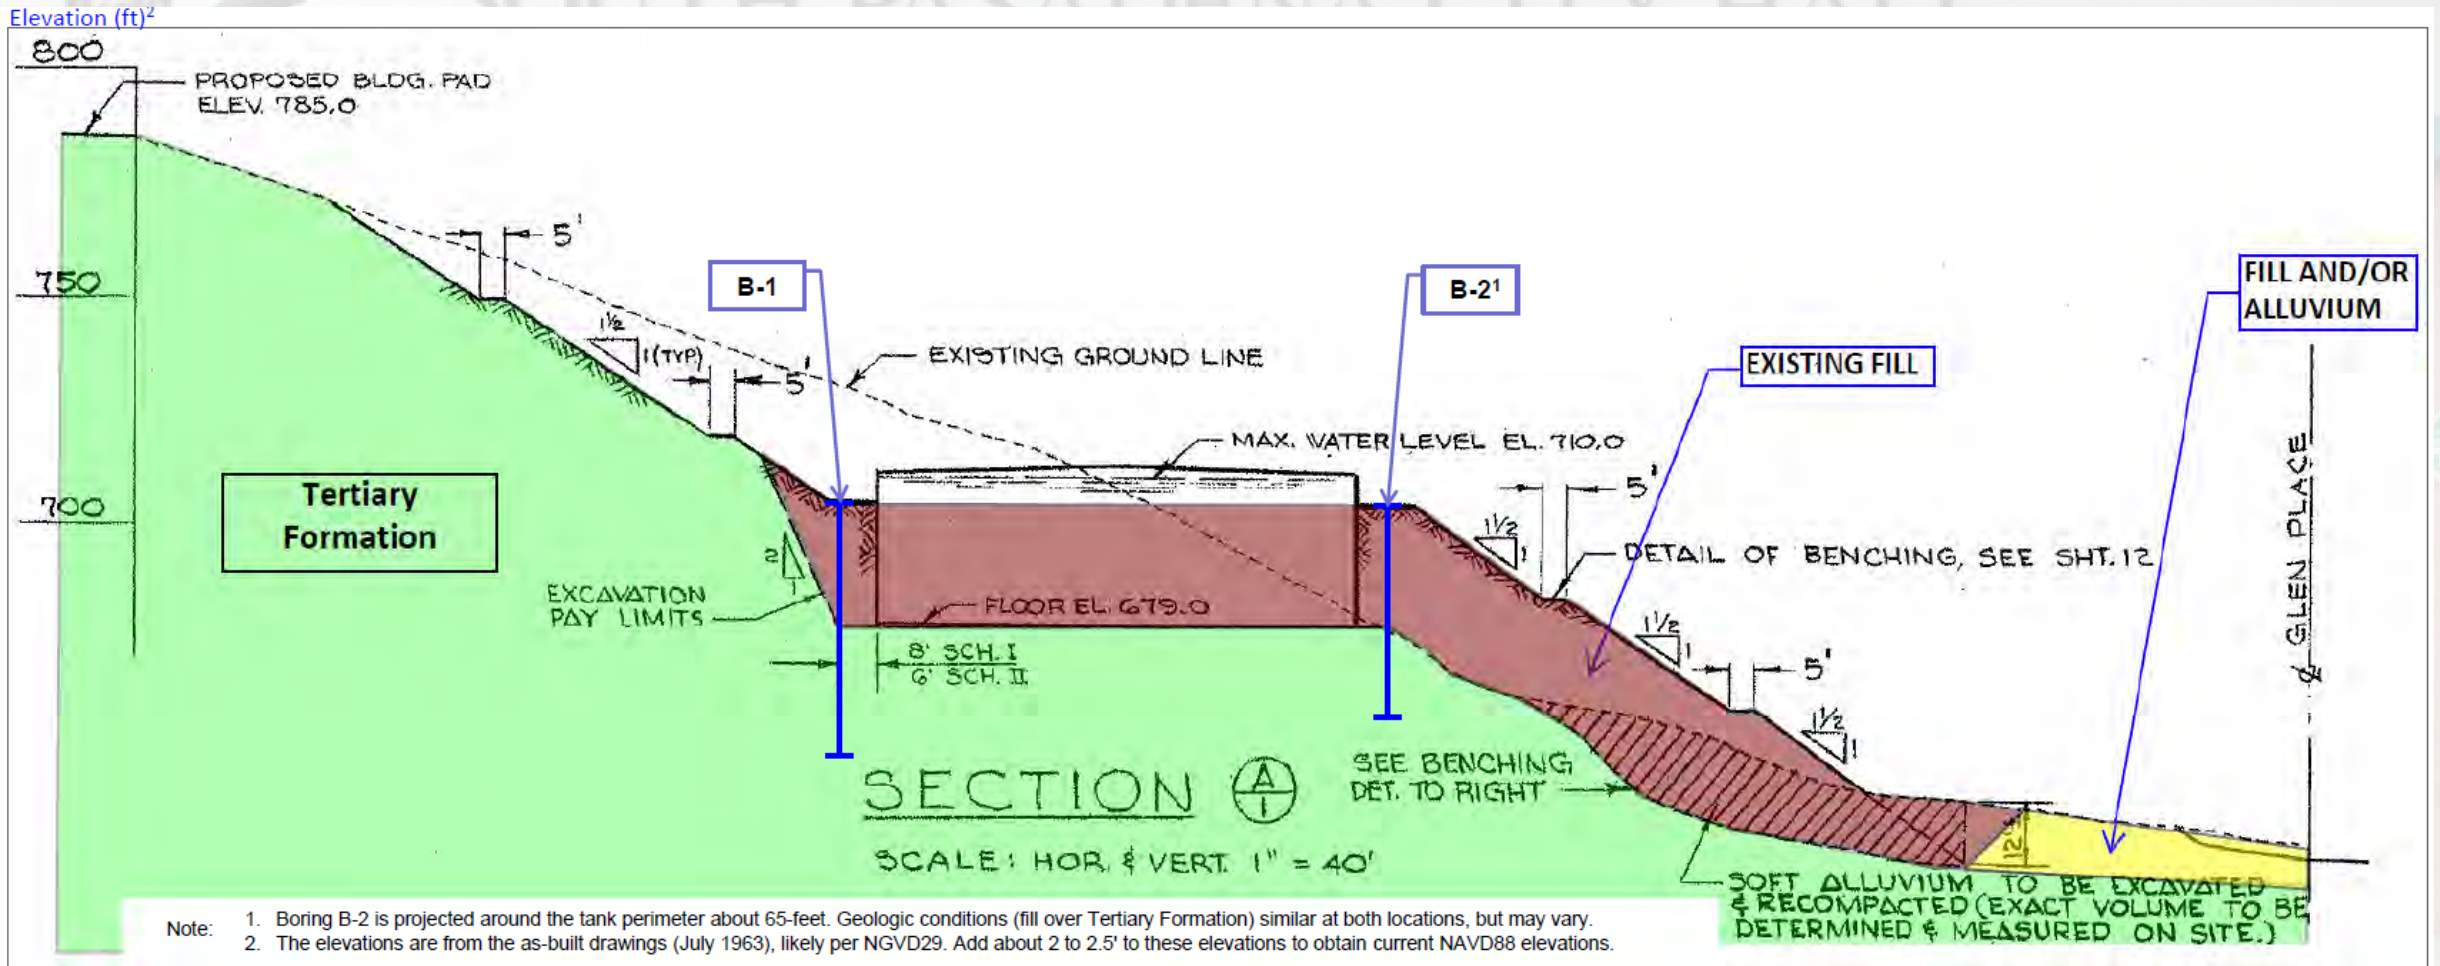 Elevation (ft)²
800
PROPOSED BLDG. PAD
ELEV. 785.0
5'
750
B-1
B-2¹
FILL AND/OR
ALLUVIUM
1½
1 (TYP)
5'
EXISTING GROUND LINE
EXISTING FILL
MAX. WATER LEVEL EL. 710.0
5'
Tertiary
Formation
700
1½
1
DETAIL OF BENCHING, SEE SHT. 12
2
1
EXCAVATION
PAY LIMITS
FLOOR EL. 679.0
8' SCH. I
6' SCH. II
1½
1
5'
℄ GLEN PLACE
1½
1
SECTION A
1
SEE BENCHING
DET. TO RIGHT
SCALE: HOR. & VERT. 1" = 40'
SOFT ALLUVIUM TO BE EXCAVATED
& RECOMPACTED (EXACT VOLUME TO BE
DETERMINED & MEASURED ON SITE.)
Note:
1. Boring B-2 is projected around the tank perimeter about 65-feet. Geologic conditions (fill over Tertiary Formation) similar at both locations, but may vary.
2. The elevations are from the as-built drawings (July 1963), likely per NGVD29. Add about 2 to 2.5' to these elevations to obtain current NAVD88 elevations.